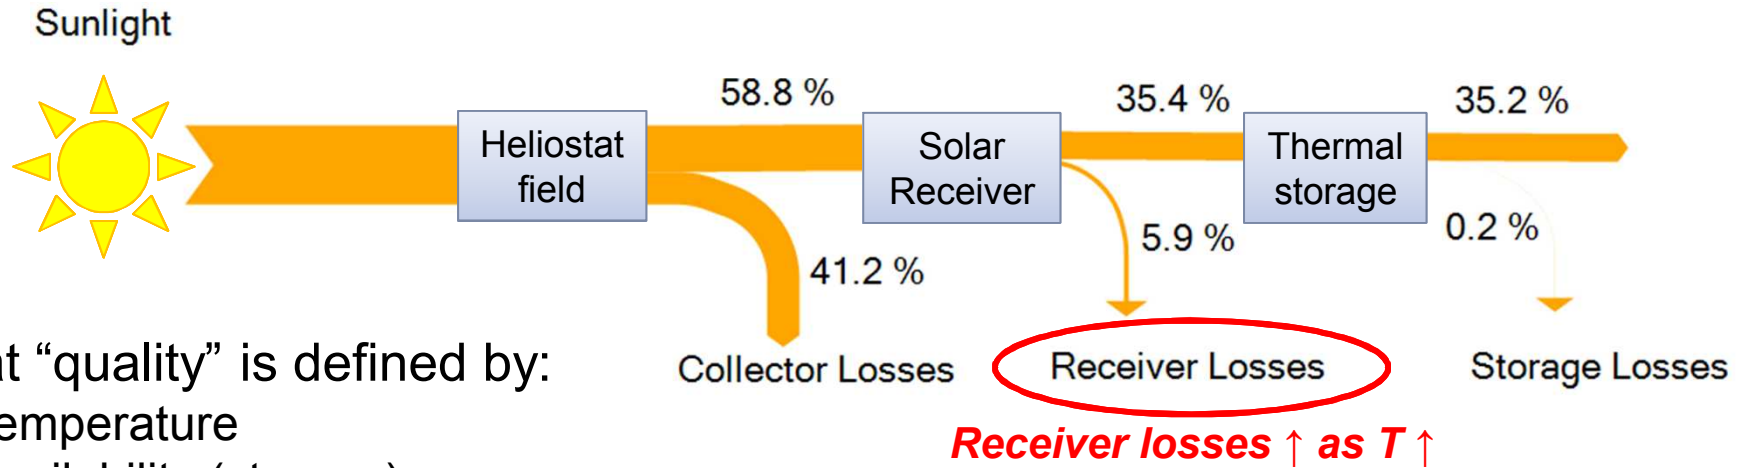 Sunlight
58.8 %
35.4 %
35.2 %
Heliostat
field
Solar
Receiver
Thermal
storage
41.2 %
5.9 %
0.2 %
“quality” is defined by:
Collector Losses
Receiver Losses
Storage Losses
Receiver losses ↑ as T ↑